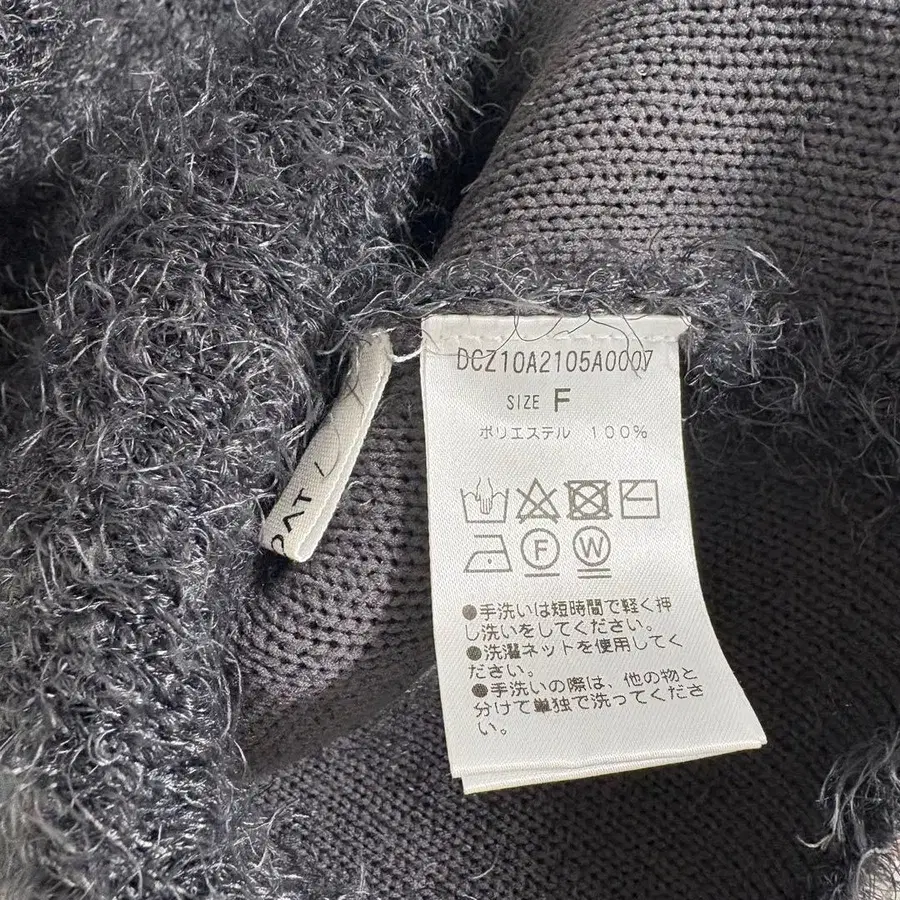 DCZ10A2105A0007
SIZE F
ポリエステル 100%
F W
●手洗いは短時間で軽く押
し洗いをしてください。
●洗濯ネットを使用してく
ださい。
●手洗いの際は、他の物と
分けて単独で洗ってくださ
い。